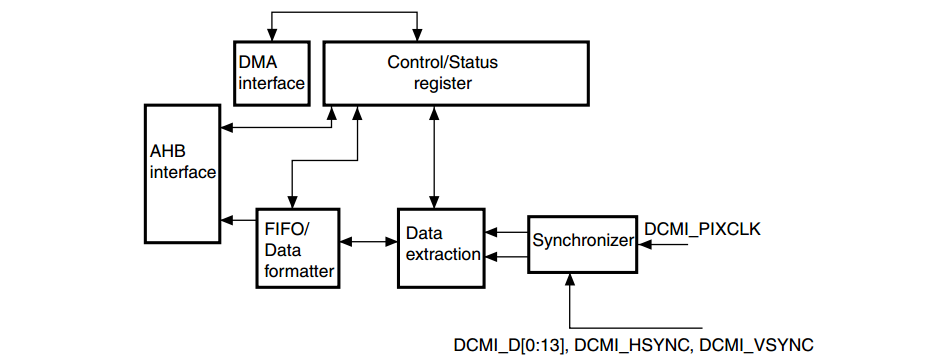 DMA
interface
Control/Status
register
AHB
interface
FIFO/
Data
formatter
Data
extraction
Synchronizer
DCMI_PIXCLK
DCMI_D[0:13], DCMI_HSYNC, DCMI_VSYNC